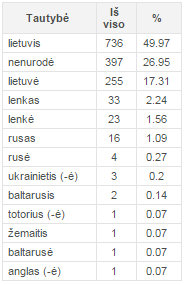 Tautybė Iš viso %
lietuvis 736 49.97
nenurodė 397 26.95
lietuvė 255 17.31
lenkas 33 2.24
lenkė 23 1.56
rusas 16 1.09
rusė 4 0.27
ukrainietis (-ė) 3 0.2
baltarusis 2 0.14
totorius (-ė) 1 0.07
žemaitis 1 0.07
baltarusė 1 0.07
anglas (-ė) 1 0.07